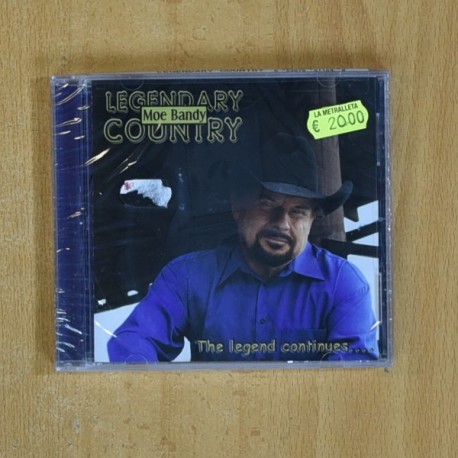 LEGENDARY
Moe Bandy
COUNTRY
LA METRALLETA
€ 20.00
The legend continues....